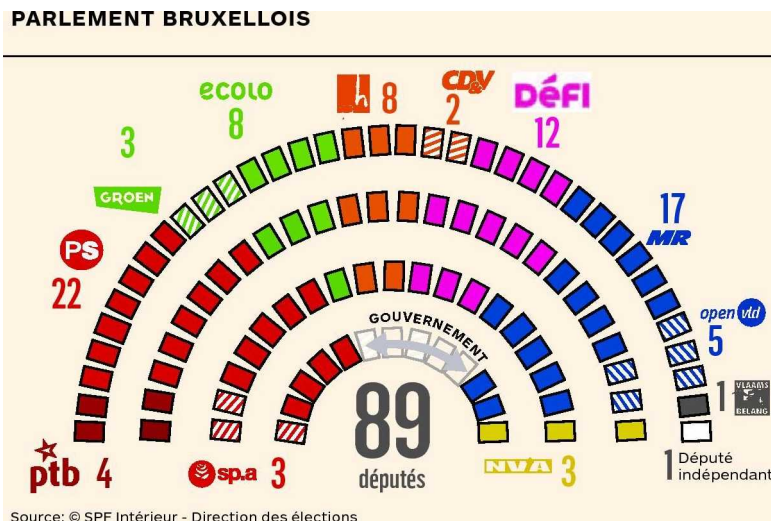 PARLEMENT BRUXELLOIS
ecolo
8
h
8
CD&V
2
DéFI
12
3
GROEN
17
MR
PS
22
open vld
5
GOUVERNEMENT
89
députés
1
VLAAMS
BELANG
ptb 4
sp.a 3
N-VA 3
1 Député
indépendant
Source: © SPF Intérieur - Direction des élections